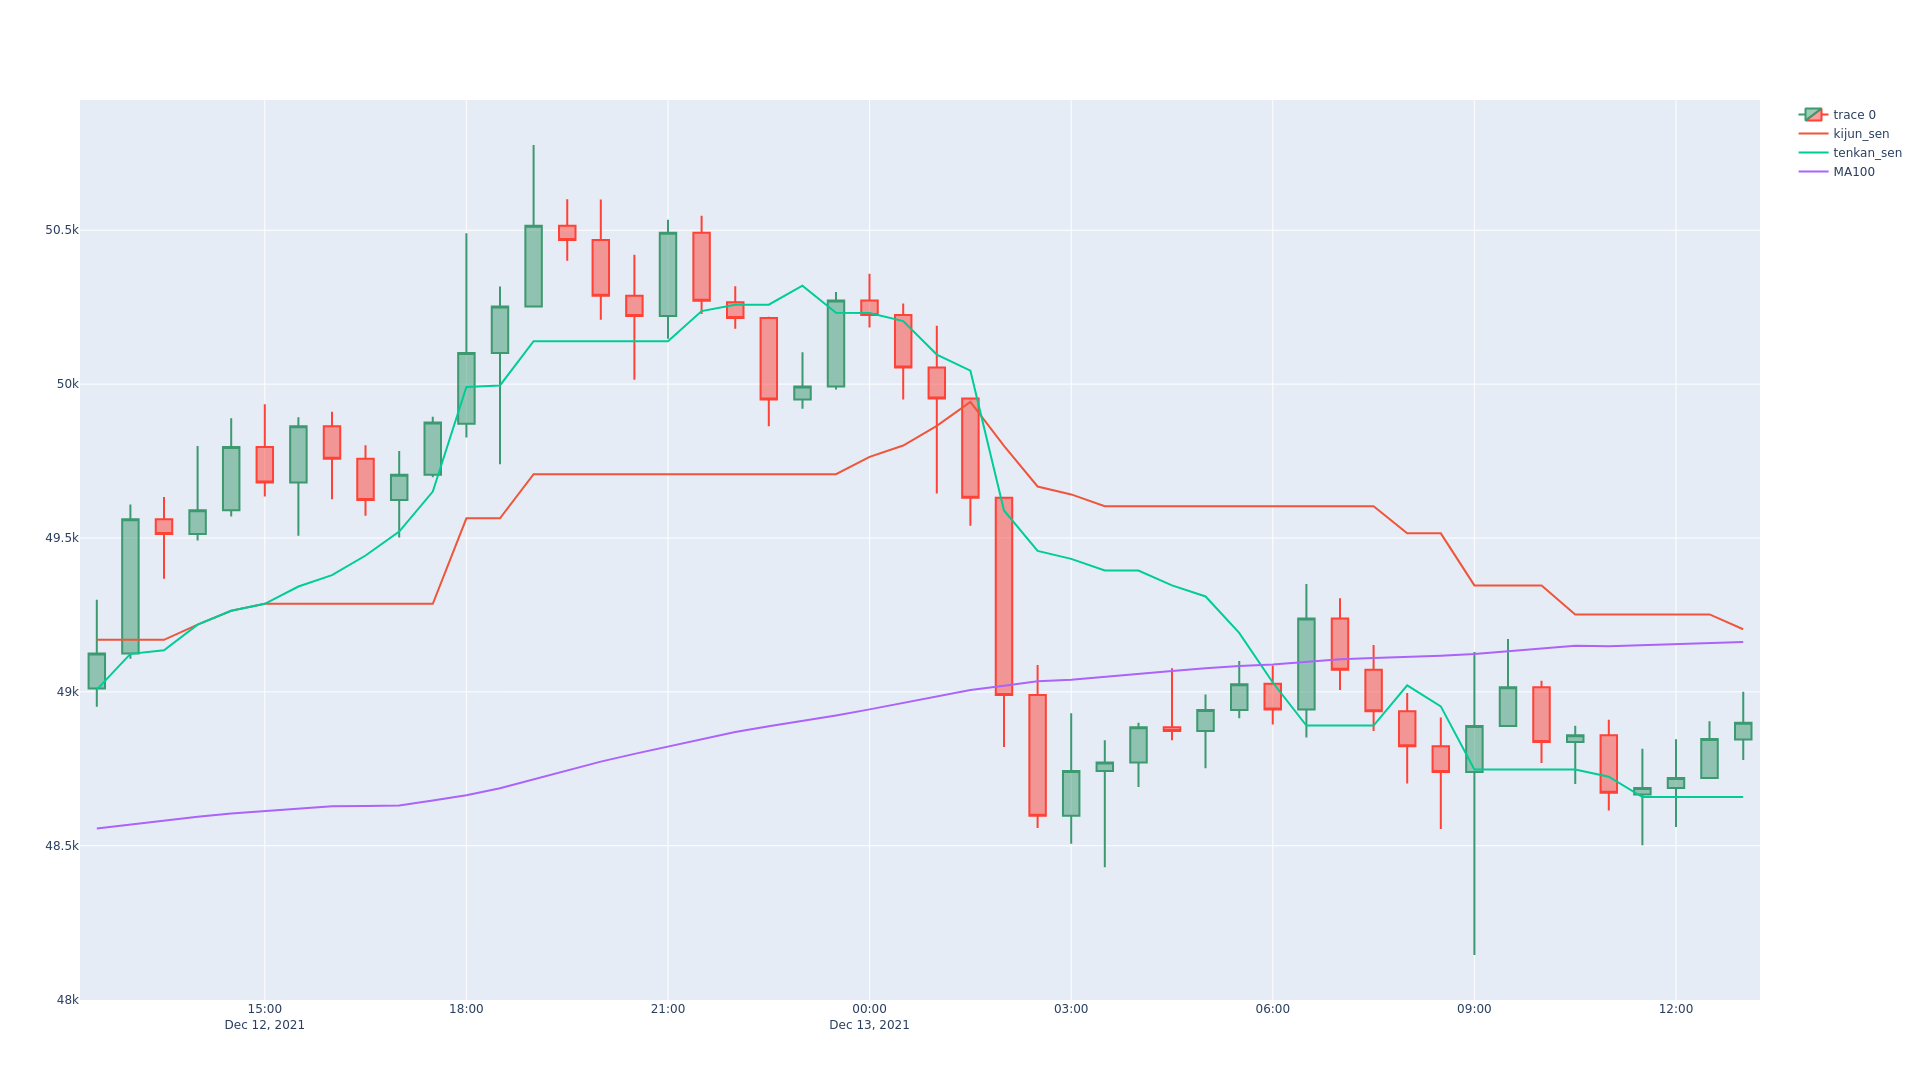 trace 0
kijun_sen
tenkan_sen
MA100
50.5k
50k
49.5k
49k
48.5k
48k
15:00 18:00 21:00 00:00 03:00 06:00 09:00 12:00
Dec 12, 2021 Dec 13, 2021